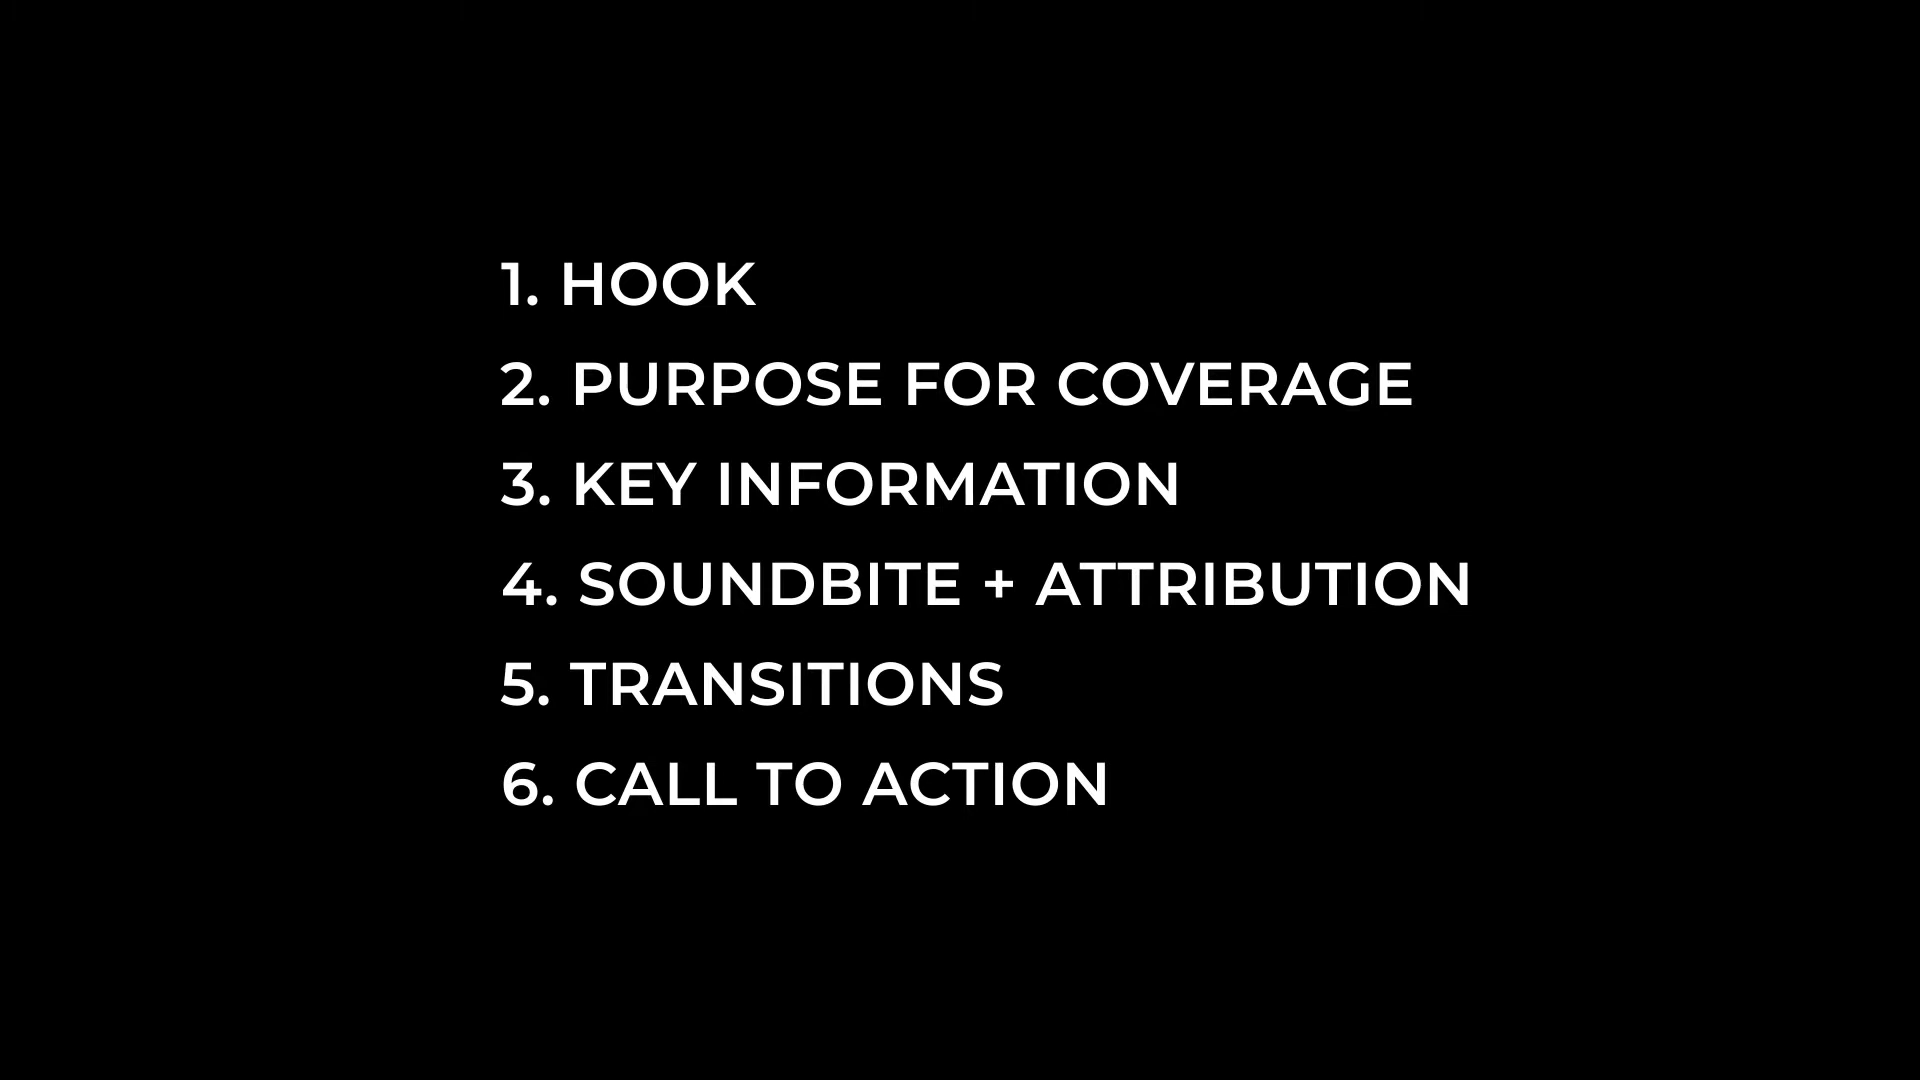 1. HOOK
2. PURPOSE FOR COVERAGE
3. KEY INFORMATION
4. SOUNDBITE + ATTRIBUTION
5. TRANSITIONS
6. CALL TO ACTION